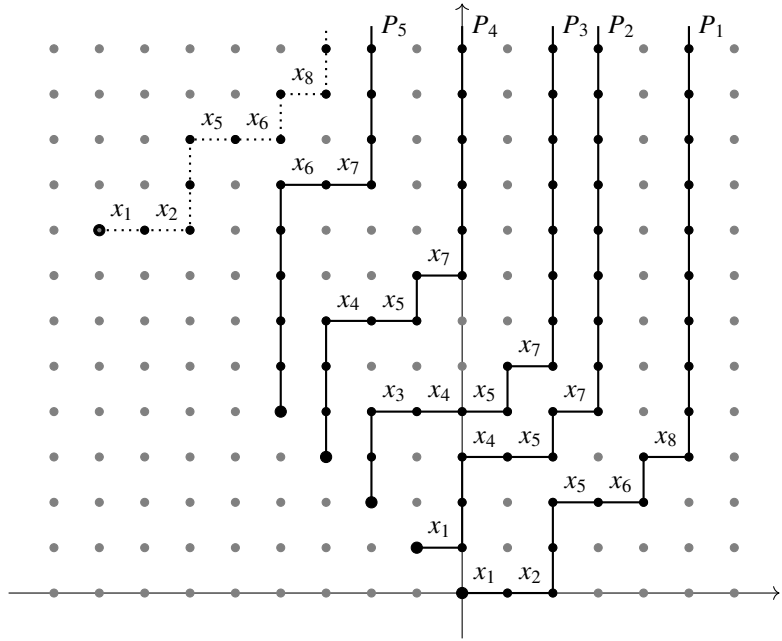 P₅ P₄ P₃ P₂ P₁
x₈
x₅ x₆
x₆ x₇
x₁ x₂
x₇
x₄ x₅
x₇
x₃ x₄ x₅ x₇
x₄ x₅ x₈
x₅ x₆
x₁
x₁ x₂